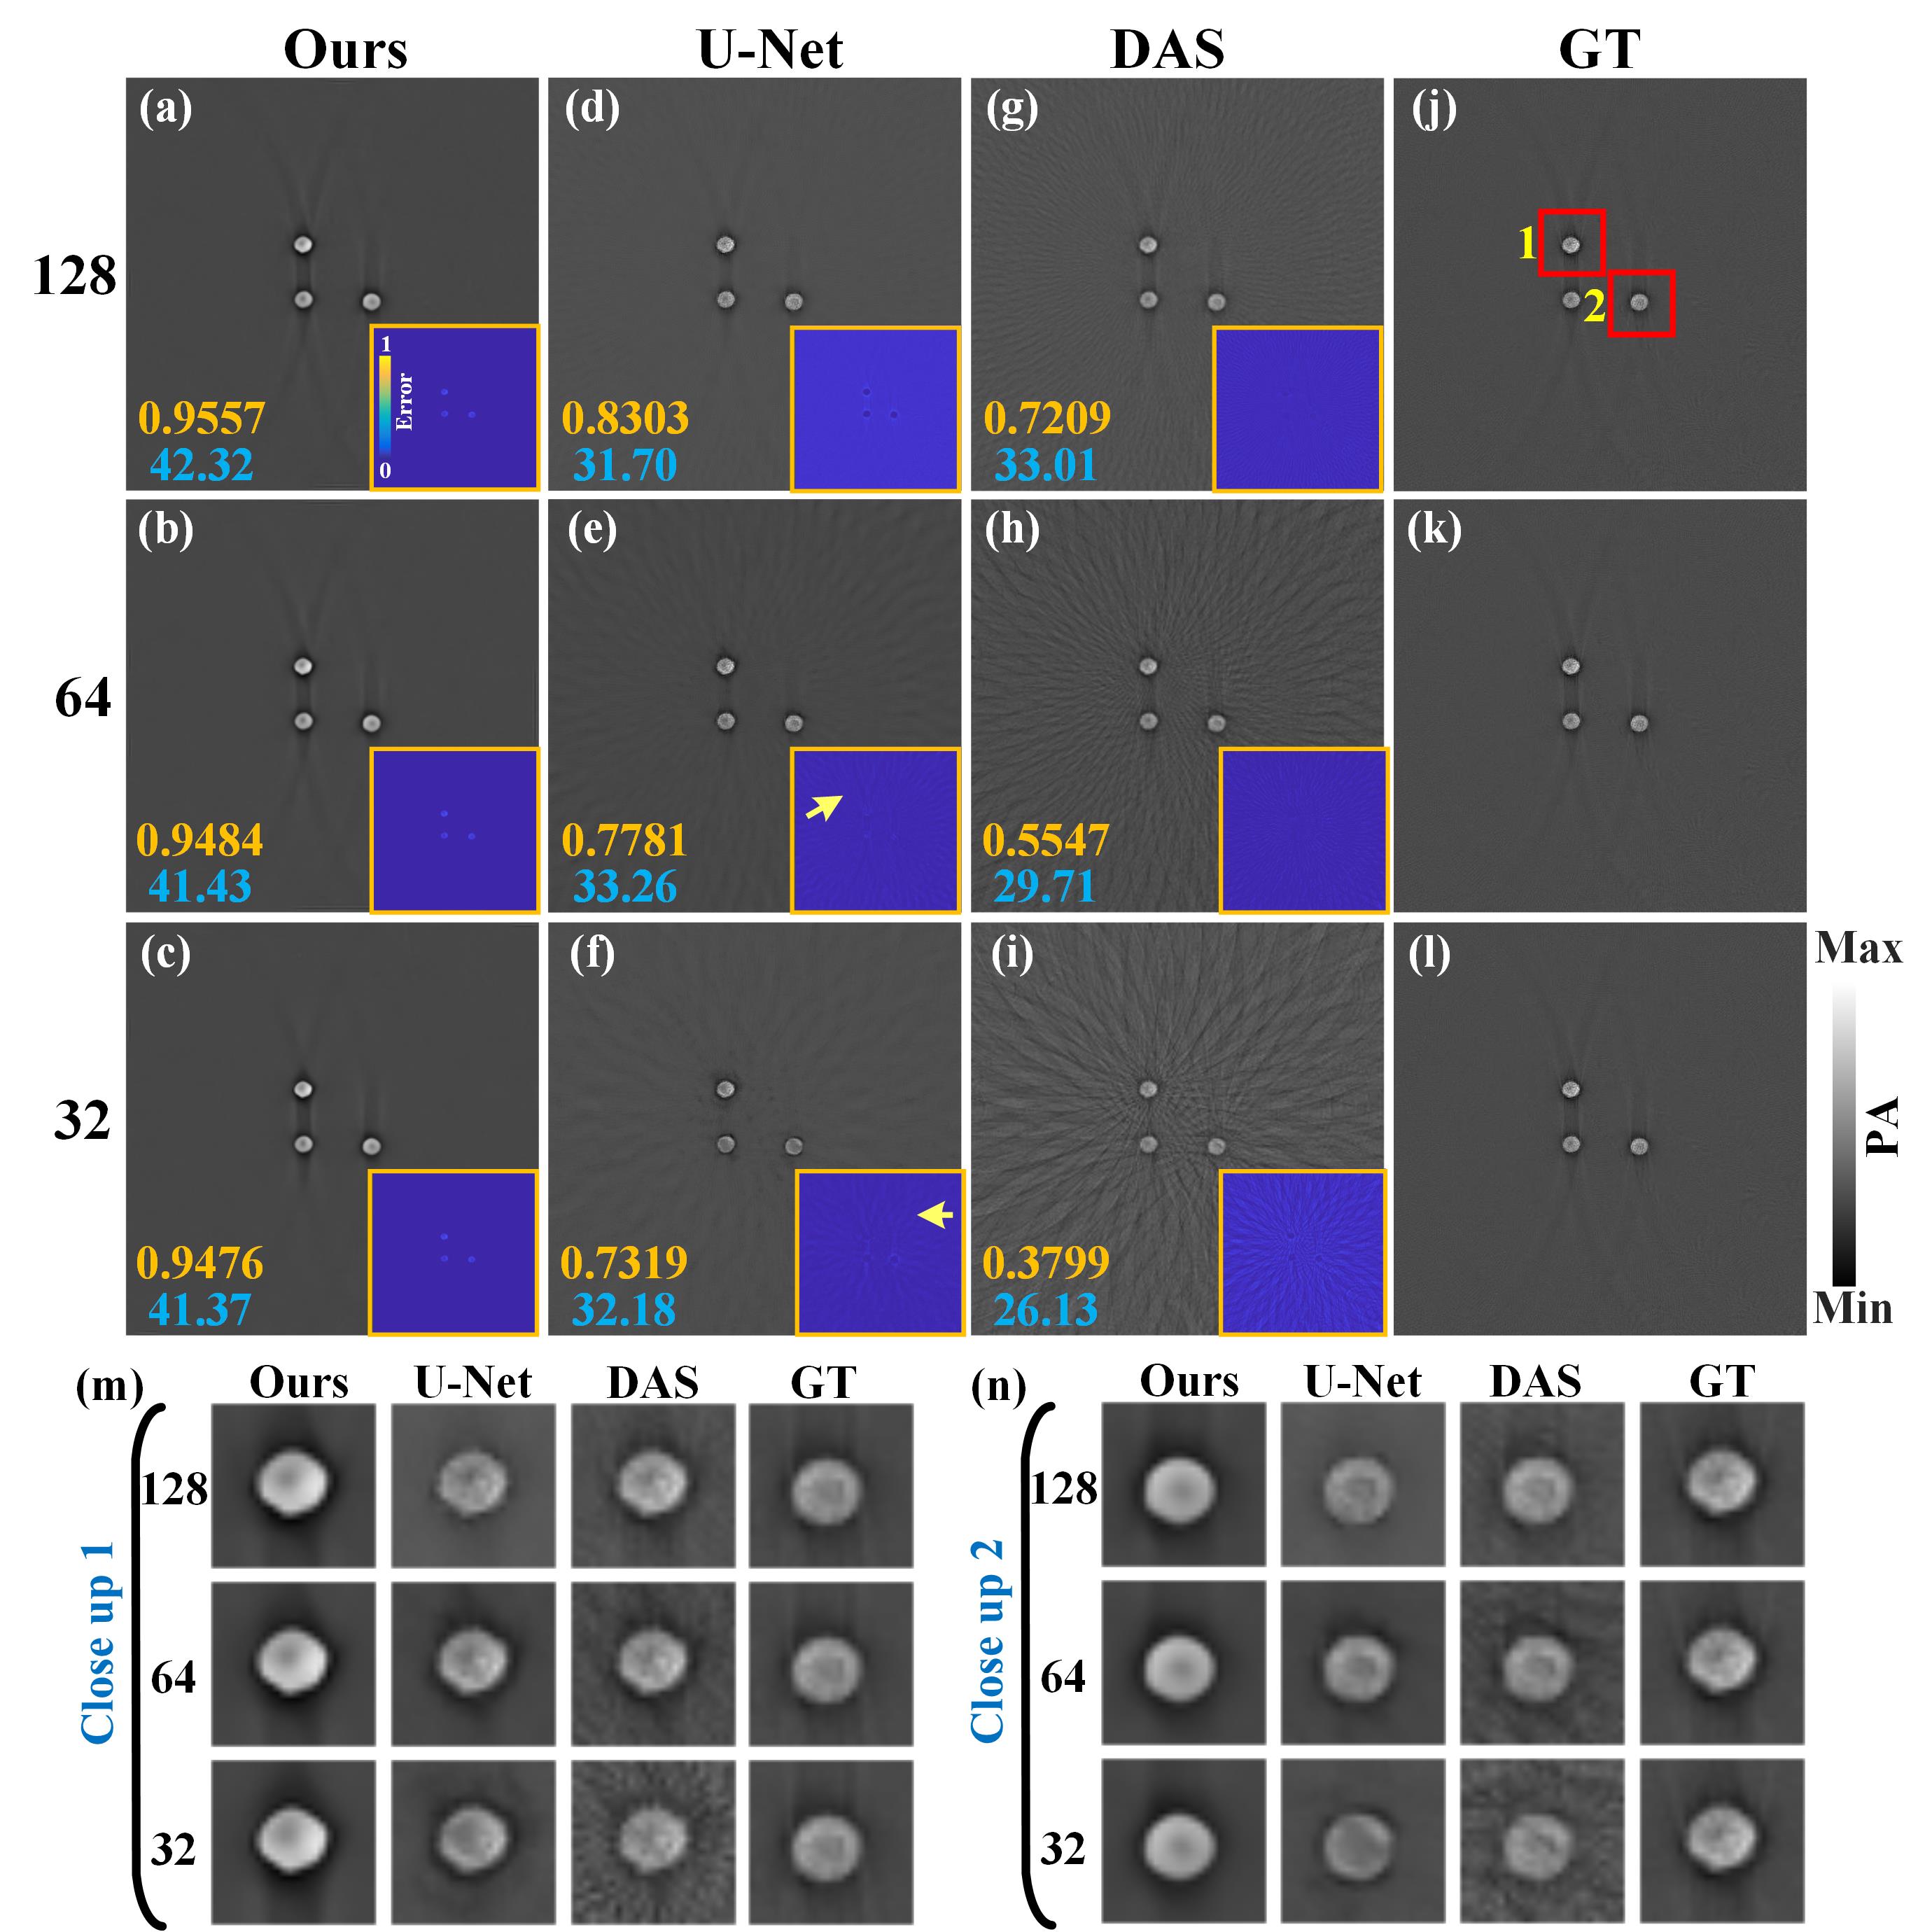 Ours U-Net DAS GT
(a) (d) (g) (j)
128
1
2
1
Error
0
0.9557 0.8303 0.7209
42.32 31.70 33.01
(b) (e) (h) (k)
64
0.9484 0.7781 0.5547
41.43 33.26 29.71
(c) (f) (i) (l)
Max
32
PA
0.9476 0.7319 0.3799
41.37 32.18 26.13
Min
(m) Ours U-Net DAS GT
128
Close up 1
64
32
(n) Ours U-Net DAS GT
128
Close up 2
64
32